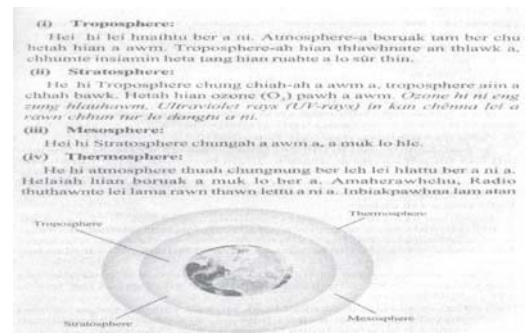 (i) Troposphere:
Hei hi lei hnaihtu ber a ni. Atmosphere-a boruak tam ber chu
hetah hian a awm. Troposphere-ah hian thlawhnate an thlawk a,
chhumte insiamin heta tang hian ruahte a lo sûr thin.
(ii) Stratosphere:
He hi Troposphere chung chiah-ah a awm a, troposphere aiin a
chhah bawk. Hetah hian ozone (O₃) pawh a awm. Ozone hi ni eng
zung hlauhawm, Ultraviolet rays (UV-rays) in kan chênna lei a
rawn chhun tur lo dangtu a ni.
(iii) Mesosphere:
Hei hi Stratosphere chungah a awm a, a muk lo hle.
(iv) Thermosphere:
He hi atmosphere thuah chungnung ber leh lei hlattu ber a ni a.
Helaiah hian boruak a muk lo ber a. Amaherawhchu, Radio
thuthawnte lei lama rawn thawn lettu a ni a. Inbiakpawhna lam atan
Troposphere
Thermosphere
Stratosphere
Mesosphere